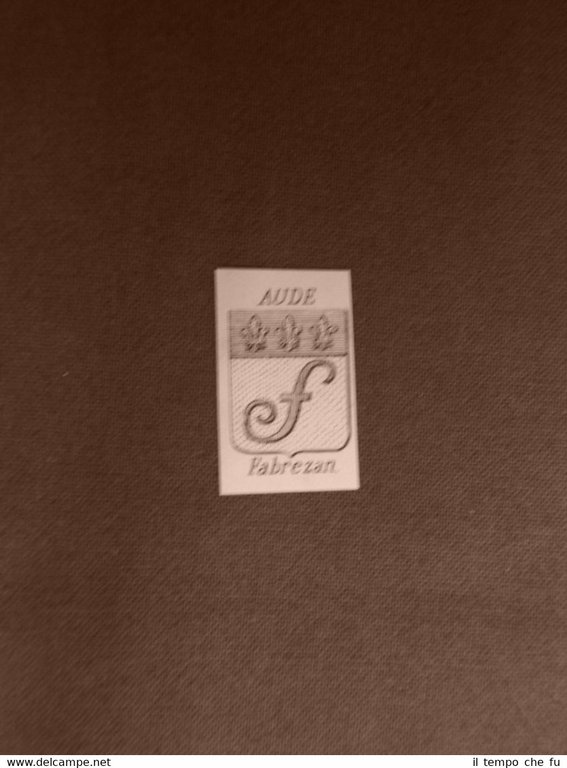 AUDE
f
Fabrezan
www.delcampe.net
il tempo che fu